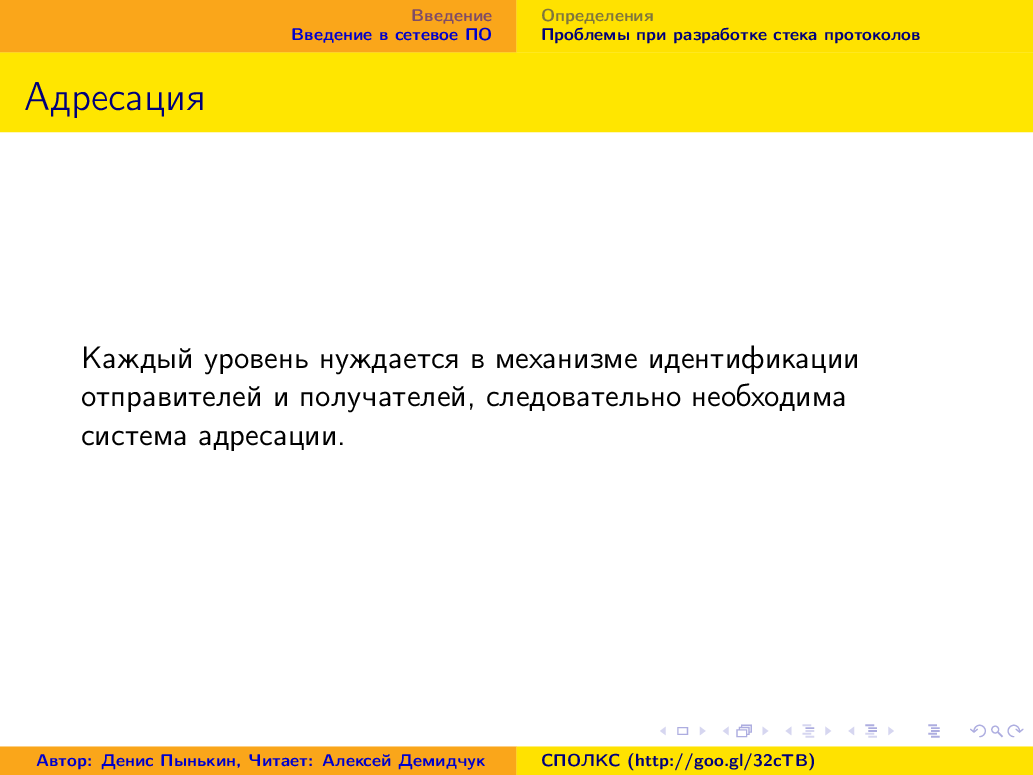 Введение
Введение в сетевое ПО
Определения
Проблемы при разработке стека протоколов
Адресация
Каждый уровень нуждается в механизме идентификации
отправителей и получателей, следовательно необходима
система адресации.
Автор: Денис Пынькин, Читает: Алексей Демидчук
СПОЛКС (http://goo.gl/32cTB)